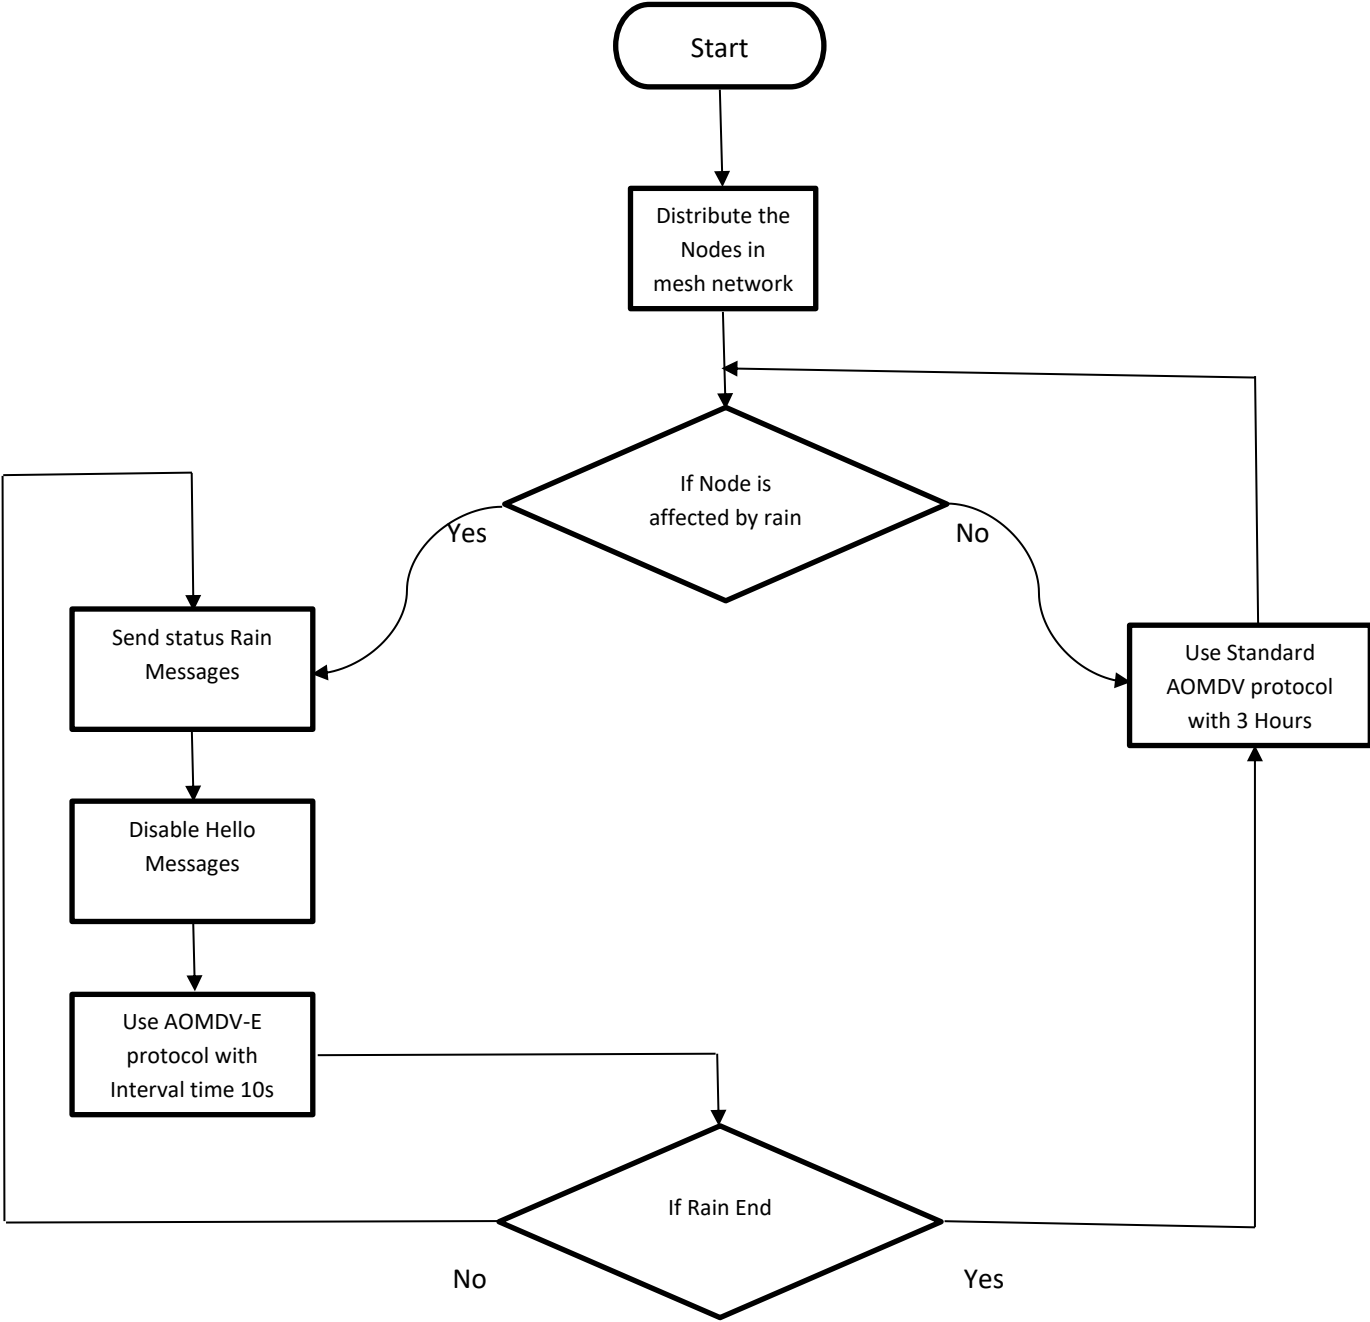 Start
Distribute the
Nodes in
mesh network
If Node is
affected by rain
Yes
No
Send status Rain
Messages
Use Standard
AOMDV protocol
with 3 Hours
Disable Hello
Messages
Use AOMDV-E
protocol with
Interval time 10s
If Rain End
No
Yes